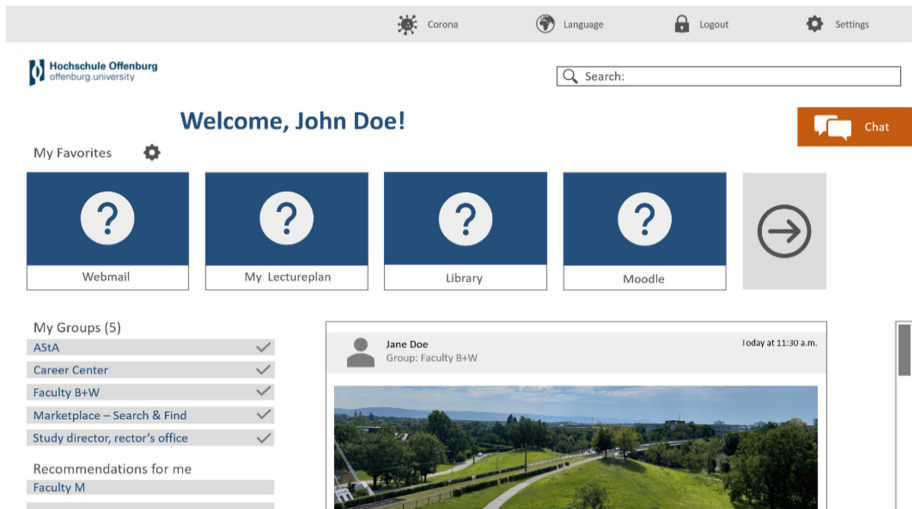 Corona
Language
Logout
Settings
Hochschule Offenburg
offenburg.university
Search:
Welcome, John Doe!
Chat
My Favorites
?
?
?
?
Webmail
My Lectureplan
Library
Moodle
My Groups (5)
AStA
Career Center
Faculty B+W
Marketplace – Search & Find
Study director, rector's office
Recommendations for me
Faculty M
Jane Doe
Group: Faculty B+W
Today at 11:30 a.m.